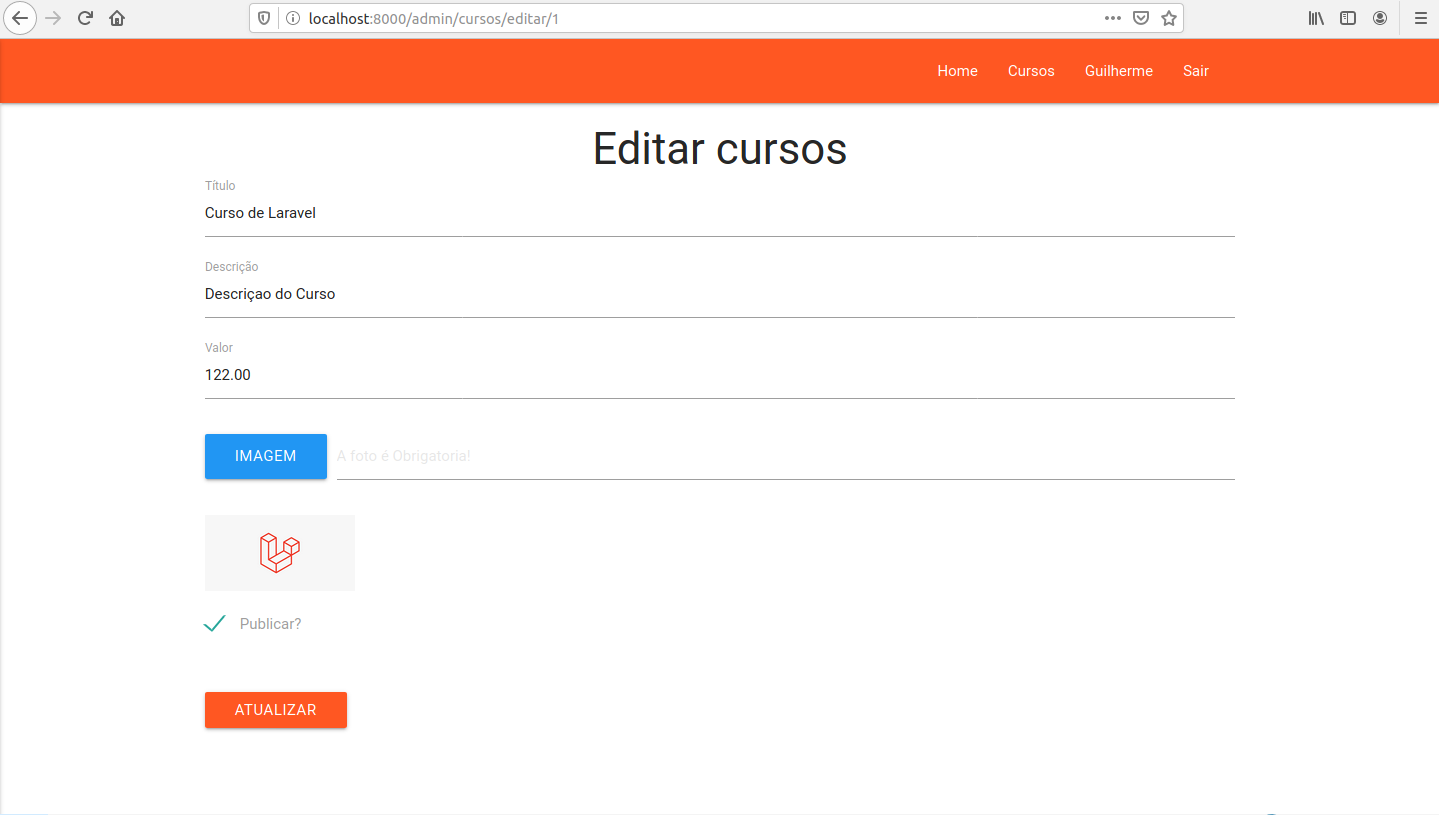 localhost:8000/admin/cursos/editar/1
Home Cursos Guilherme Sair
Editar cursos
Título
Curso de Laravel
Descrição
Descriçao do Curso
Valor
122.00
IMAGEM A foto é Obrigatoria!
Publicar?
ATUALIZAR